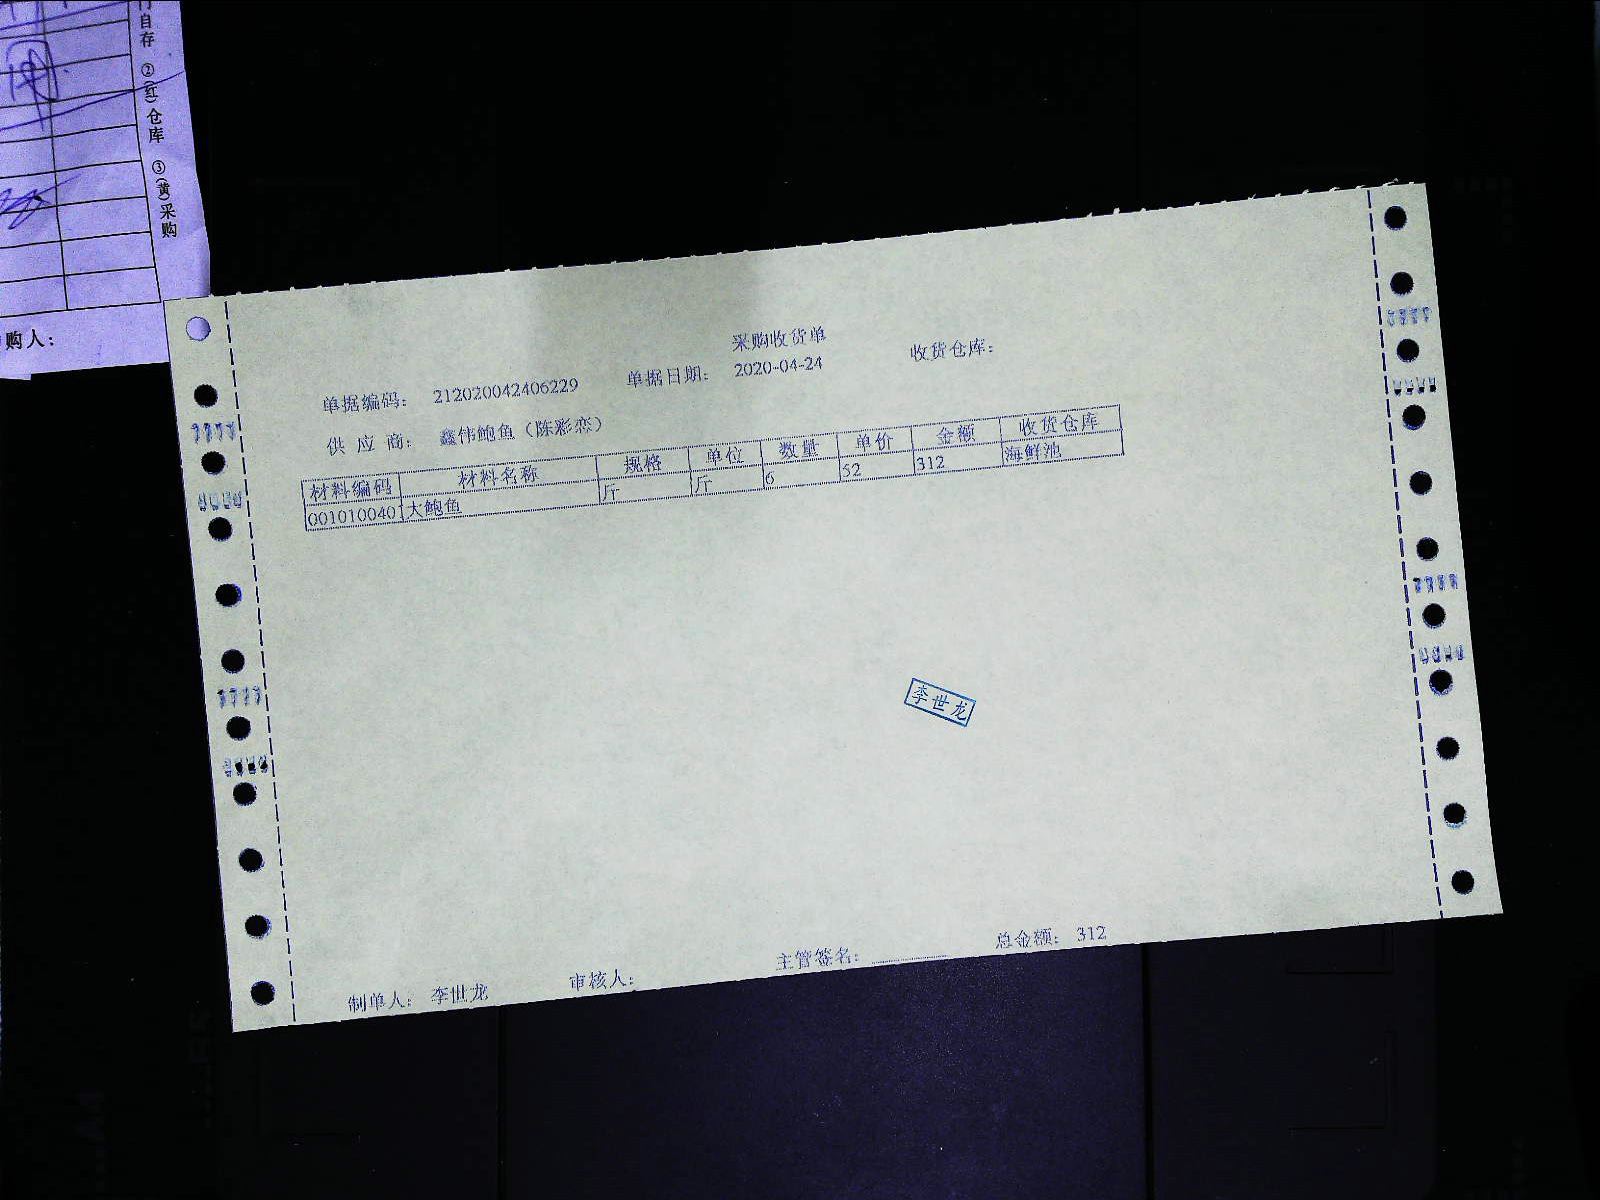 门自存 ②(红)仓库 ③(黄)采购
购人:
采购收货单
单据编码: 212020042406229 单据日期: 2020-04-24 收货仓库:
供应商: 鑫伟鲍鱼(陈彩恋)
材料编码 材料名称 规格 单位 数量 单价 金额 收货仓库
001010040 大鲍鱼 斤 斤 6 52 312 海鲜池
李世龙
制单人: 李世龙 审核人: 主管签名: 总金额: 312